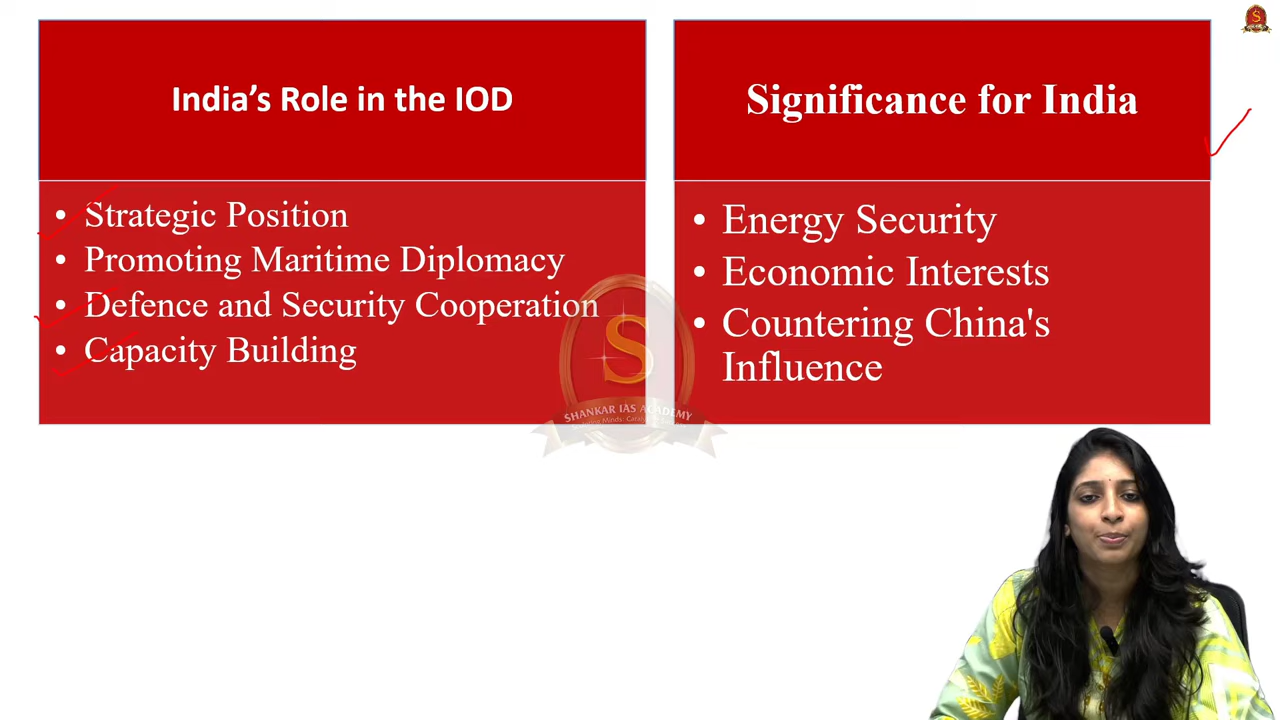 India's Role in the IOD
• Strategic Position
• Promoting Maritime Diplomacy
• Defence and Security Cooperation
• Capacity Building
Significance for India
• Energy Security
• Economic Interests
• Countering China's
Influence
S
SHANKAR IAS ACADEMY